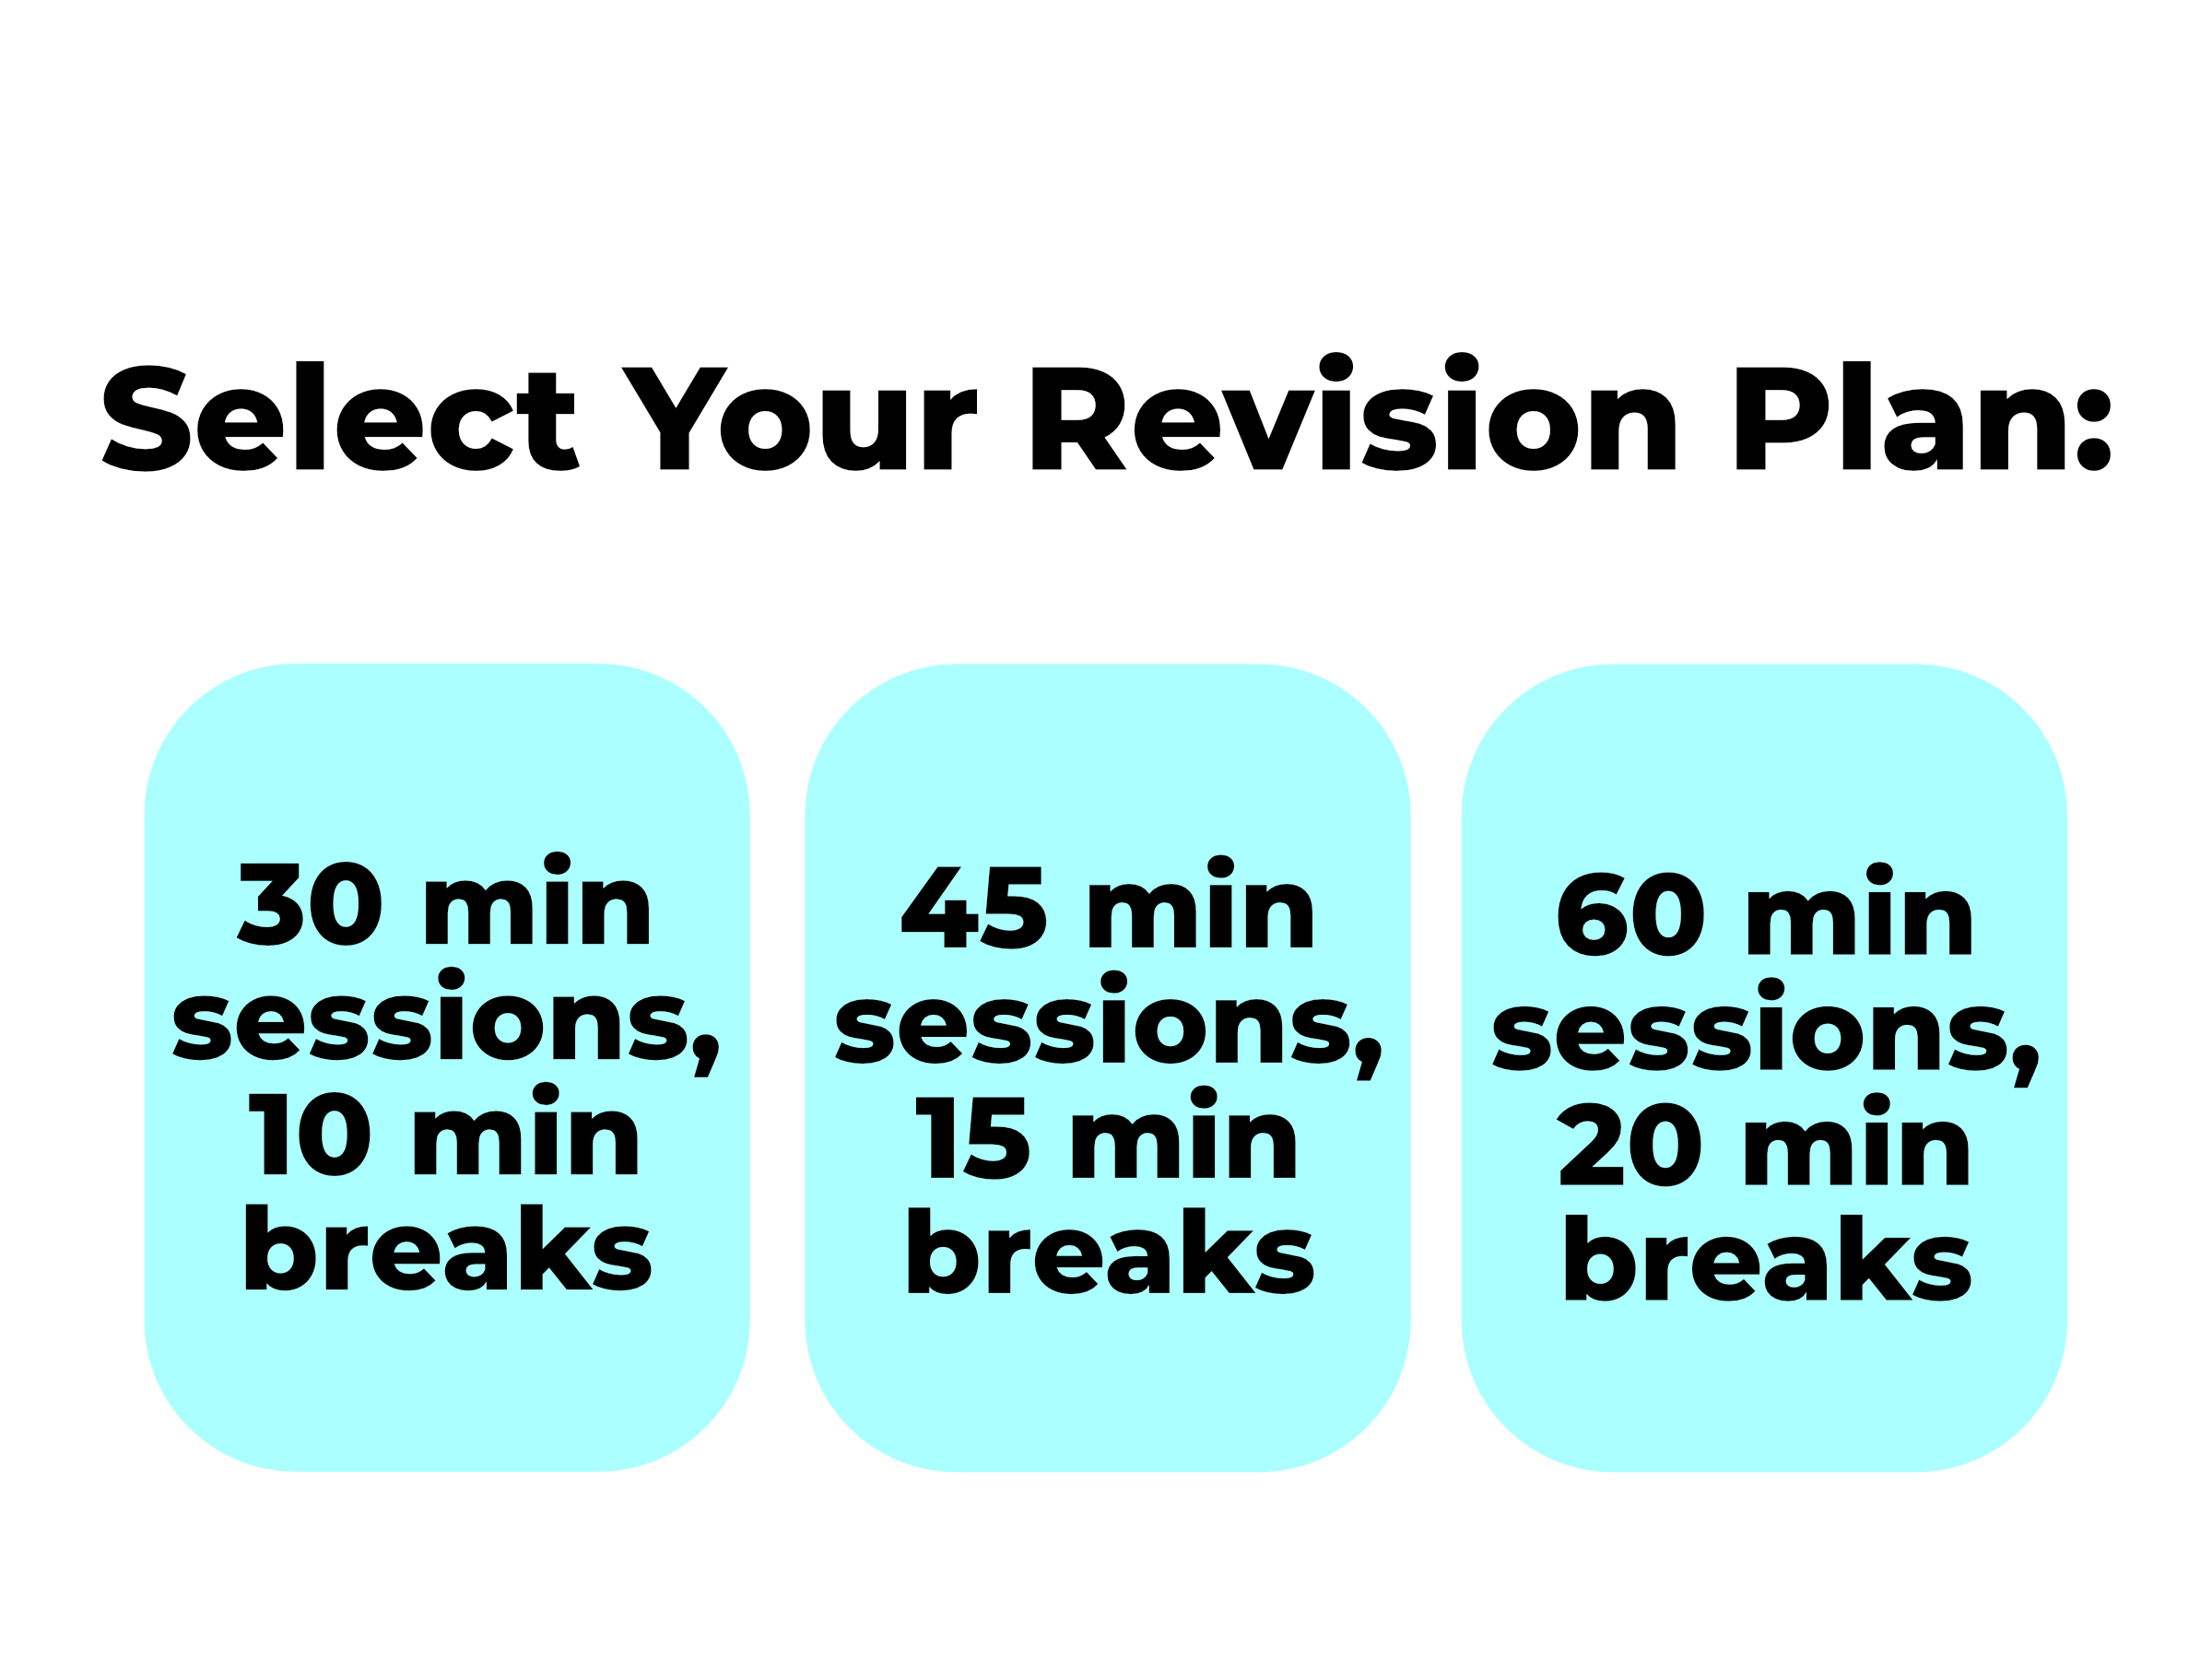 Select Your Revision Plan:
30 min
sessions,
10 min
breaks
45 min
sessions,
15 min
breaks
60 min
sessions,
20 min
breaks